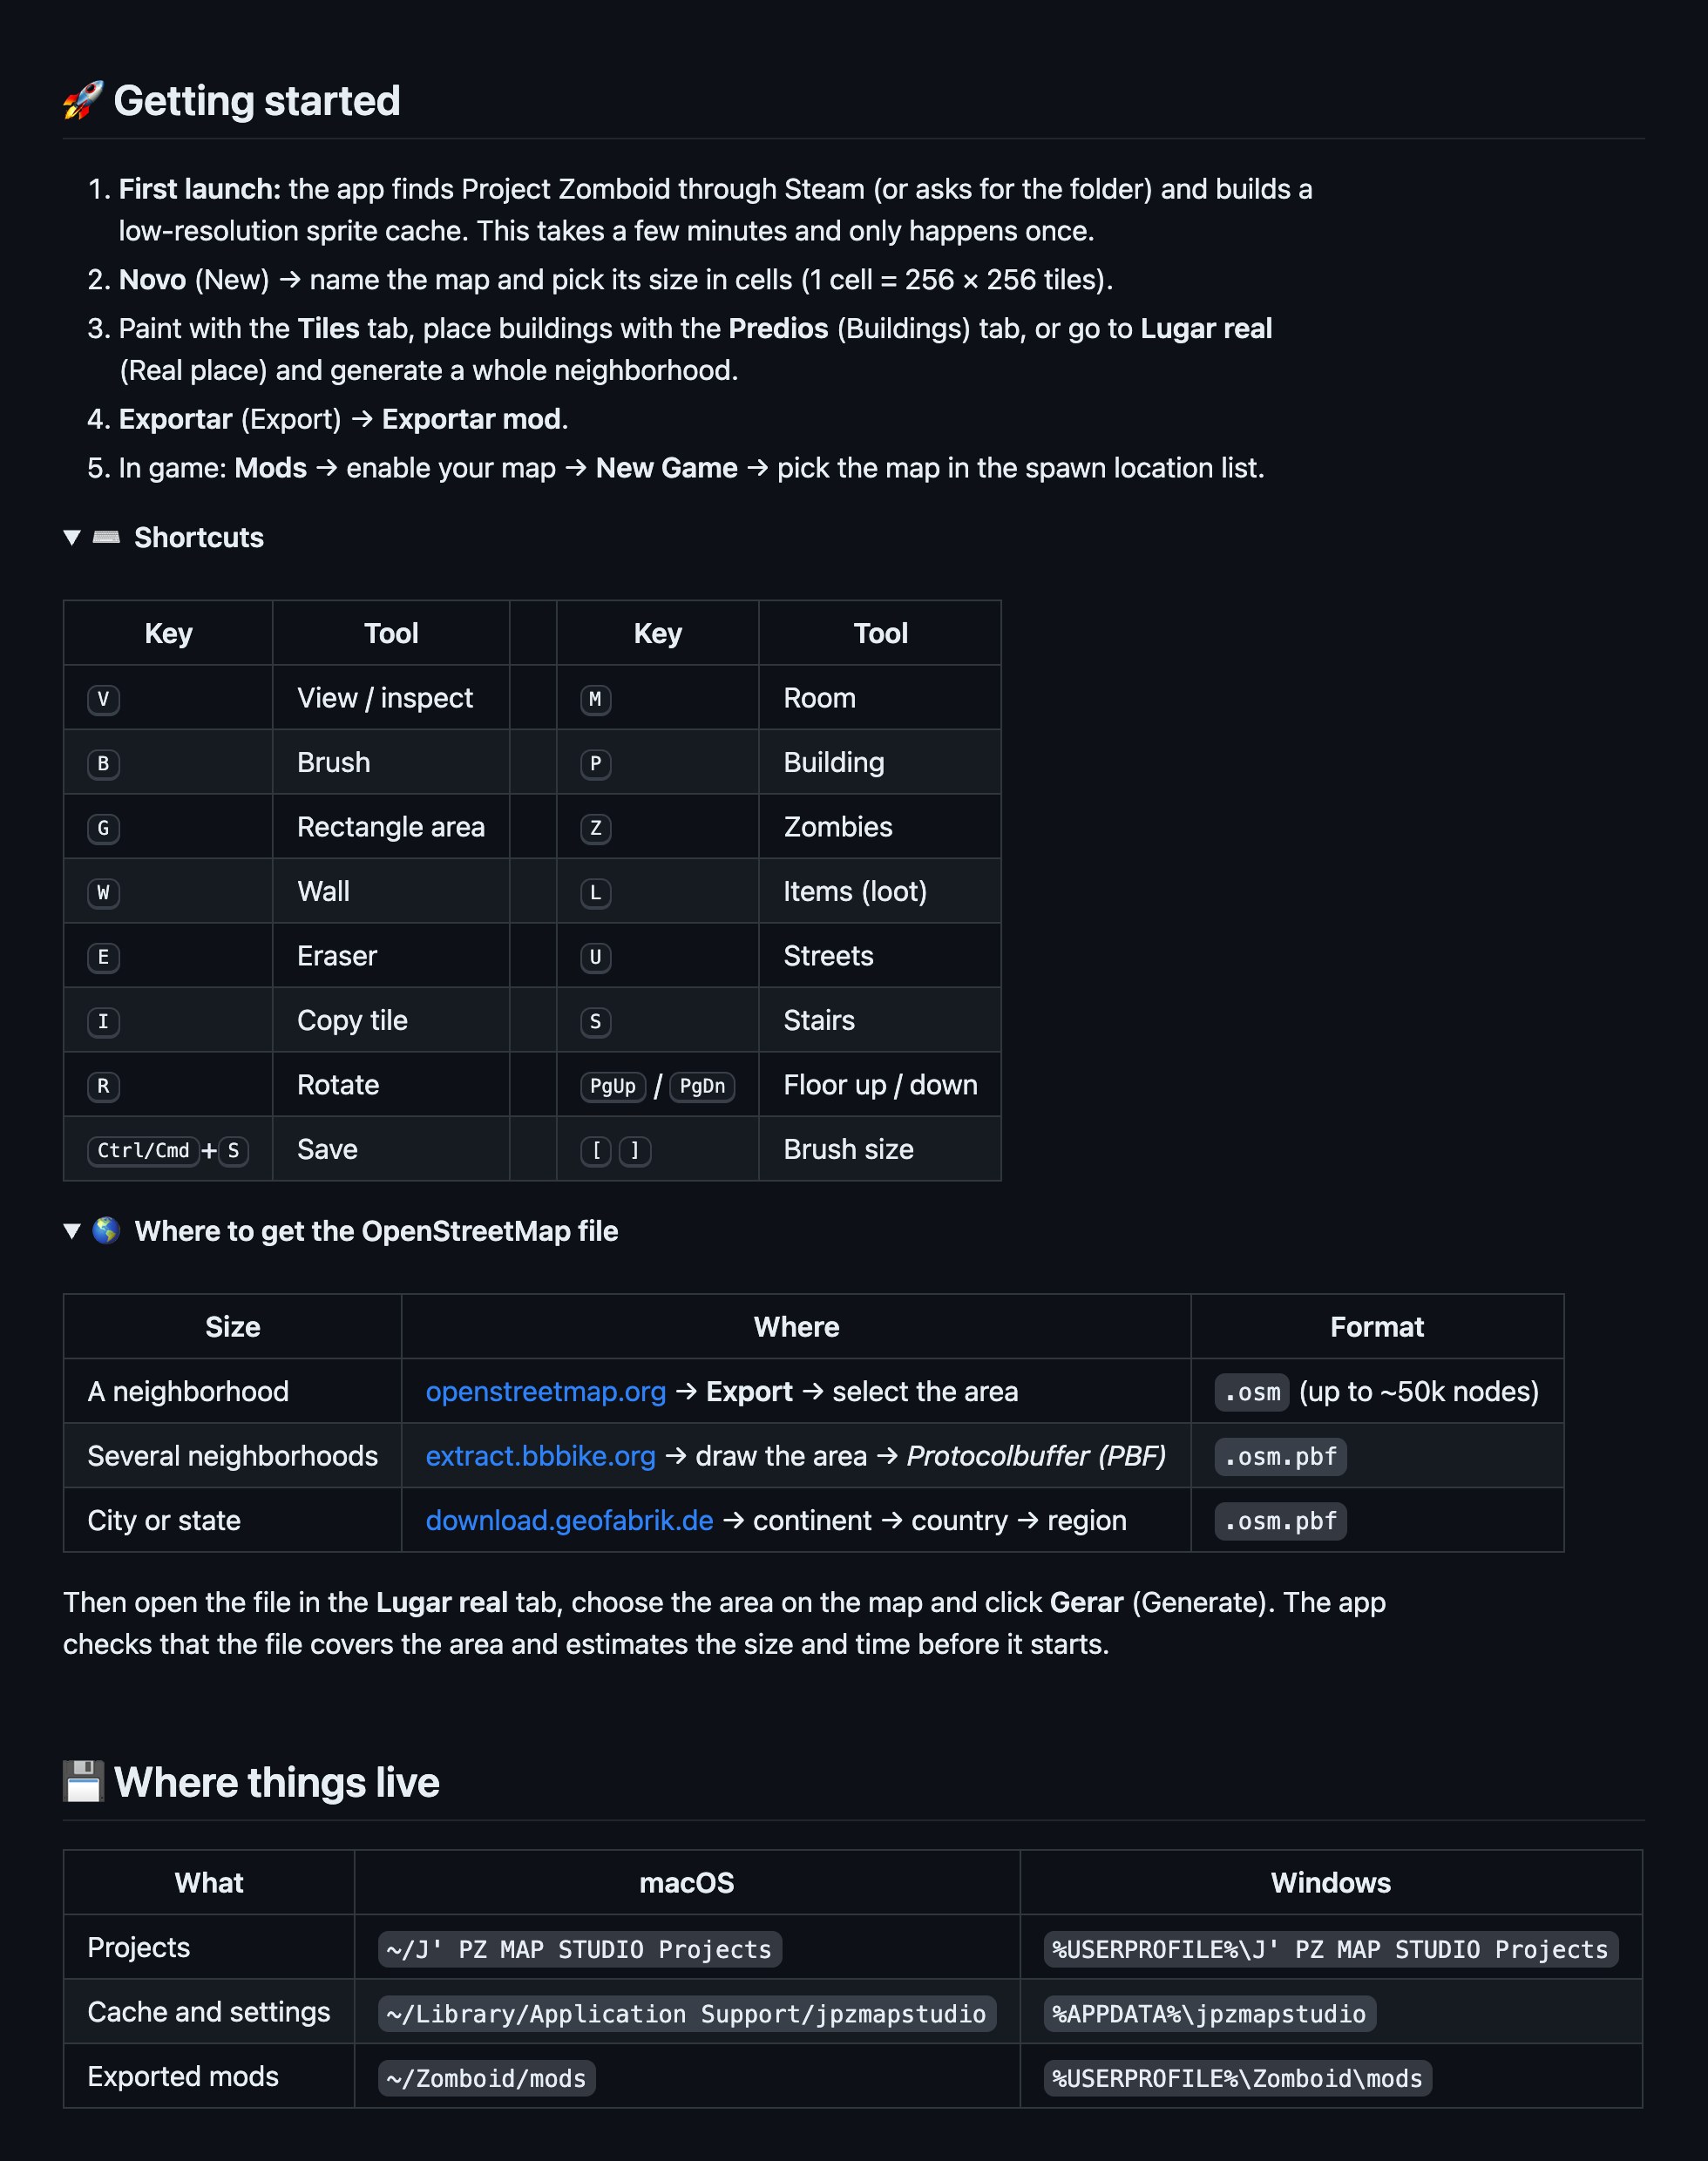 🚀 Getting started
1. First launch: the app finds Project Zomboid through Steam (or asks for the folder) and builds a
low-resolution sprite cache. This takes a few minutes and only happens once.
2. Novo (New) → name the map and pick its size in cells (1 cell = 256 × 256 tiles).
3. Paint with the Tiles tab, place buildings with the Predios (Buildings) tab, or go to Lugar real
(Real place) and generate a whole neighborhood.
4. Exportar (Export) → Exportar mod.
5. In game: Mods → enable your map → New Game → pick the map in the spawn location list.
▼ ⌨️ Shortcuts
Key Tool Key Tool
V View / inspect M Room
B Brush P Building
G Rectangle area Z Zombies
W Wall L Items (loot)
E Eraser U Streets
I Copy tile S Stairs
R Rotate PgUp / PgDn Floor up / down
Ctrl/Cmd+S Save [ ] Brush size
▼ 🌎 Where to get the OpenStreetMap file
Size Where Format
A neighborhood openstreetmap.org → Export → select the area .osm (up to ~50k nodes)
Several neighborhoods extract.bbbike.org → draw the area → Protocolbuffer (PBF) .osm.pbf
City or state download.geofabrik.de → continent → country → region .osm.pbf
Then open the file in the Lugar real tab, choose the area on the map and click Gerar (Generate). The app
checks that the file covers the area and estimates the size and time before it starts.
💾 Where things live
What macOS Windows
Projects ~/J' PZ MAP STUDIO Projects %USERPROFILE%\J' PZ MAP STUDIO Projects
Cache and settings ~/Library/Application Support/jpzmapstudio %APPDATA%\jpzmapstudio
Exported mods ~/Zomboid/mods %USERPROFILE%\Zomboid\mods